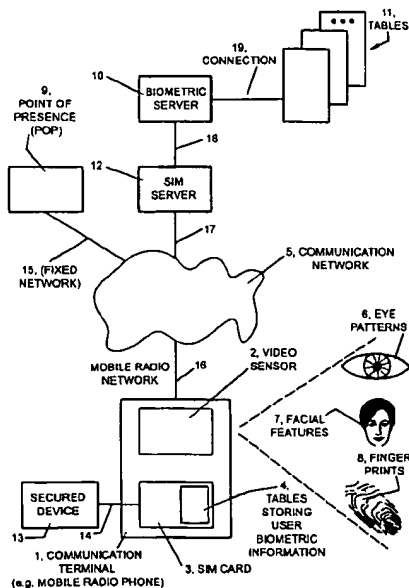 11,
TABLES
19,
CONNECTION
10
BIOMETRIC
SERVER
9,
POINT OF
PRESENCE
(POP)
18
12
SIM
SERVER
17
15, (FIXED
NETWORK)
5, COMMUNICATION
NETWORK
6, EYE
PATTERNS
MOBILE RADIO
NETWORK
16
2, VIDEO
SENSOR
7, FACIAL
FEATURES
8, FINGER
PRINTS
SECURED
DEVICE
13
14
4,
TABLES
STORING
USER
BIOMETRIC
INFORMATION
1, COMMUNICATION
TERMINAL
(e.g. MOBILE RADIO PHONE)
3, SIM CARD